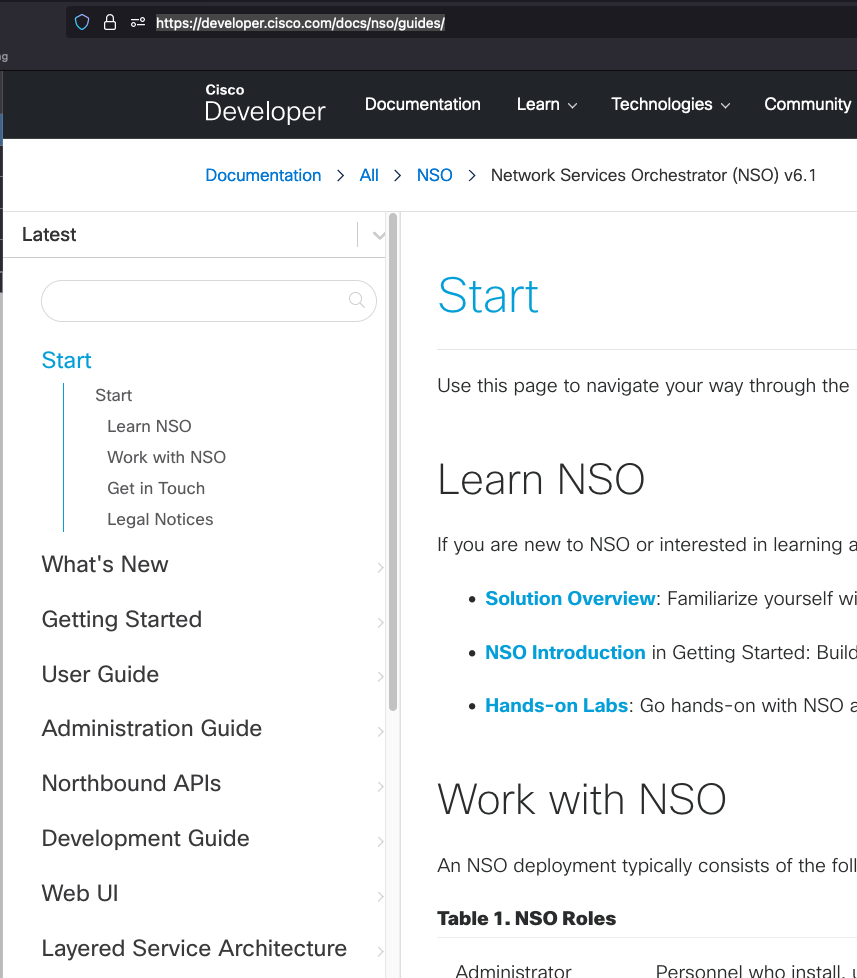 https://developer.cisco.com/docs/nso/guides/
g
Cisco
Developer
Documentation Learn Technologies Community
Documentation > All > NSO > Network Services Orchestrator (NSO) v6.1
Latest
Start
Start
Learn NSO
Work with NSO
Get in Touch
Legal Notices
What's New
Getting Started
User Guide
Administration Guide
Northbound APIs
Development Guide
Web UI
Layered Service Architecture
Start
Use this page to navigate your way through the
Learn NSO
If you are new to NSO or interested in learning a
• Solution Overview: Familiarize yourself wi
• NSO Introduction in Getting Started: Build
• Hands-on Labs: Go hands-on with NSO a
Work with NSO
An NSO deployment typically consists of the foll
Table 1. NSO Roles
Administrator Personnel who install, u